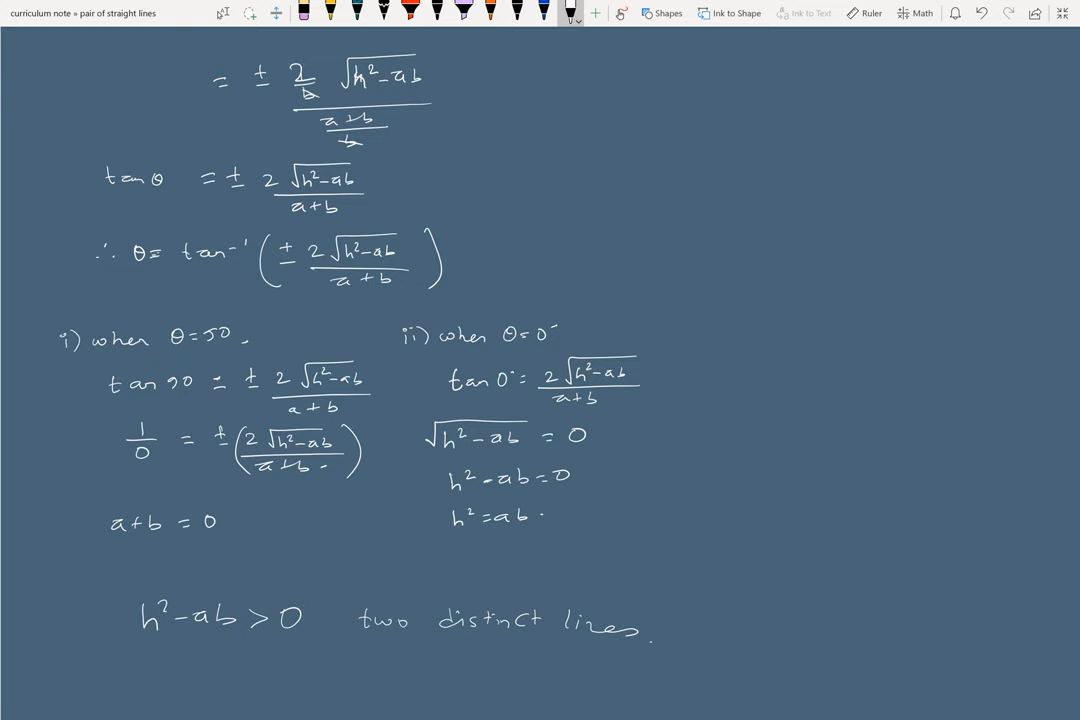 curriculum note » pair of straight lines
Shapes Ink to Shape Ink to Text Ruler Math
= ± 2/b √h²-ab / (a+b)/b
tanθ = ± 2√h²-ab / a+b
∴ θ= tan⁻¹ ( ± 2√h²-ab / a+b )
i) when θ=90°.
tan 90 = ± 2√h²-ab / a+b
1/0 = ± (2√h²-ab / a+b)
a+b = 0
ii) when θ=0°
tan 0° = 2√h²-ab / a+b
√h²-ab = 0
h²-ab=0
h²=ab.
h²-ab>0 two distinct lines.